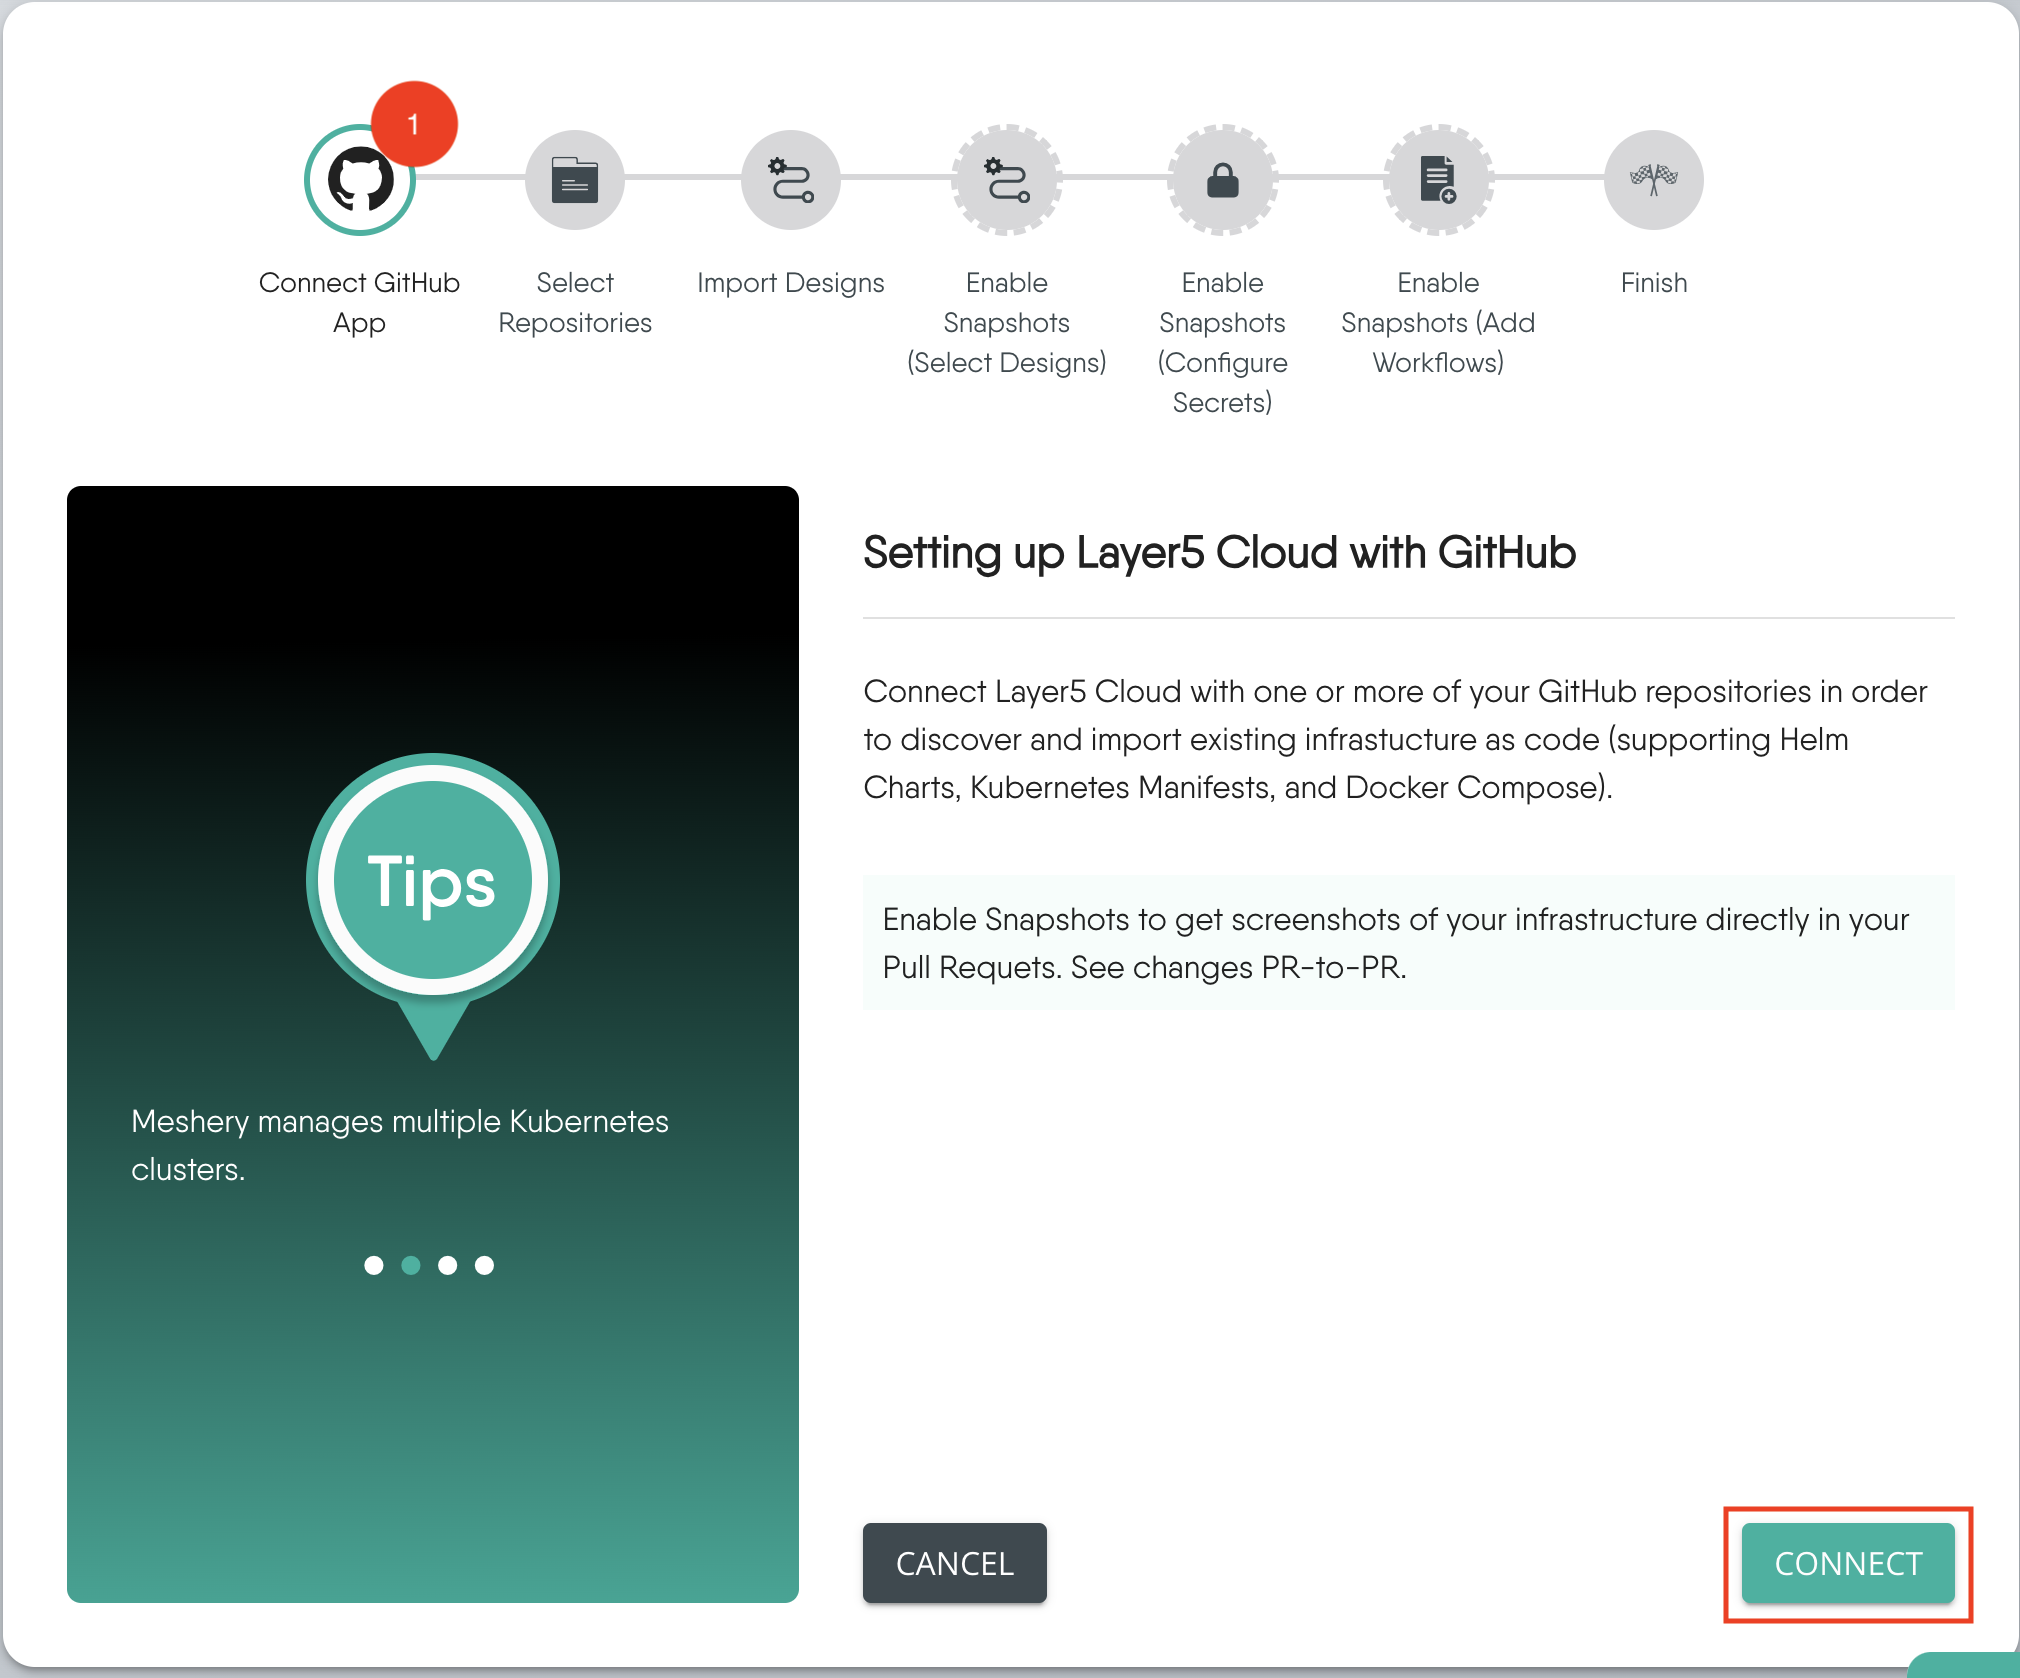 1
Connect GitHub
App
Select
Repositories
Import Designs
Enable
Snapshots
(Select Designs)
Enable
Snapshots
(Configure
Secrets)
Enable
Snapshots (Add
Workflows)
Finish
Tips
Meshery manages multiple Kubernetes
clusters.
Setting up Layer5 Cloud with GitHub
Connect Layer5 Cloud with one or more of your GitHub repositories in order
to discover and import existing infrastucture as code (supporting Helm
Charts, Kubernetes Manifests, and Docker Compose).
Enable Snapshots to get screenshots of your infrastructure directly in your
Pull Requets. See changes PR-to-PR.
CANCEL
CONNECT